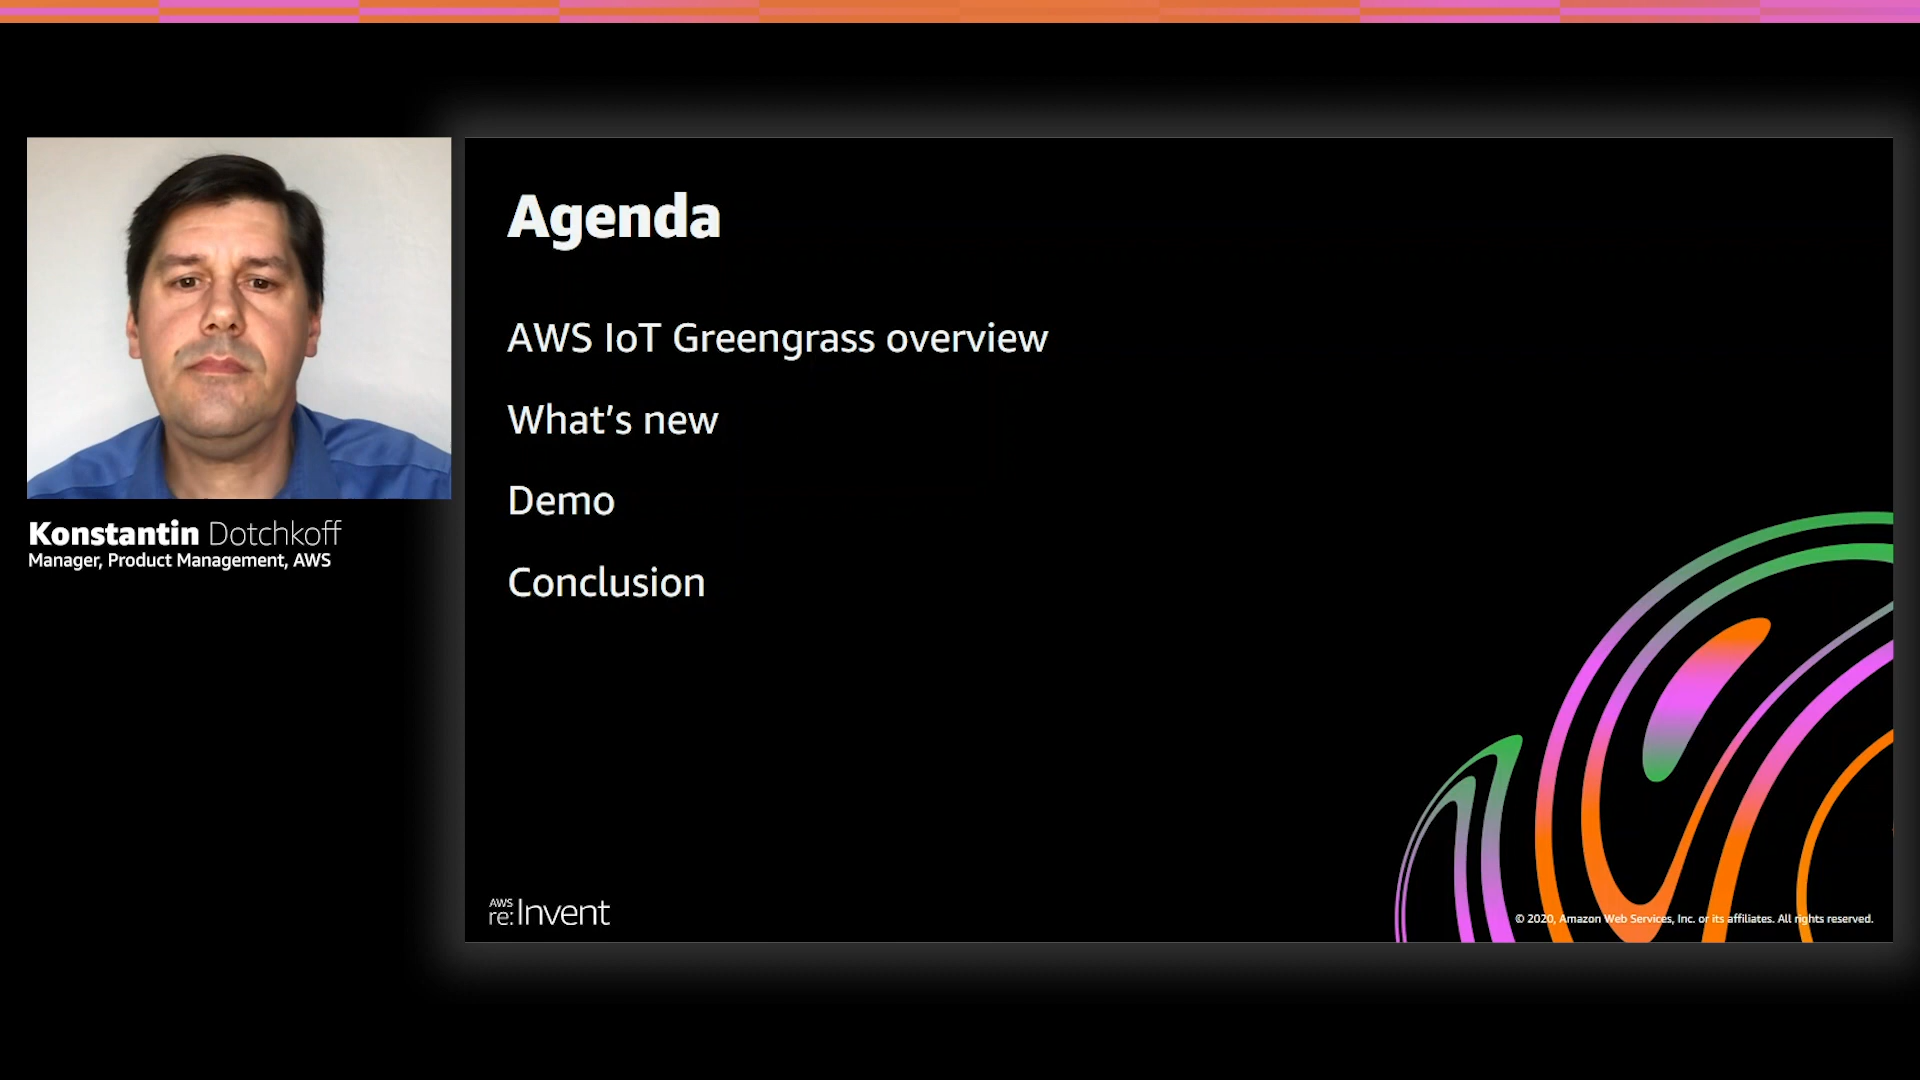 Agenda
AWS IoT Greengrass overview
What's new
Demo
Conclusion
Konstantin Dotchkoff
Manager, Product Management, AWS
AWS
re:Invent
© 2020, Amazon Web Services, Inc. or its affiliates. All rights reserved.